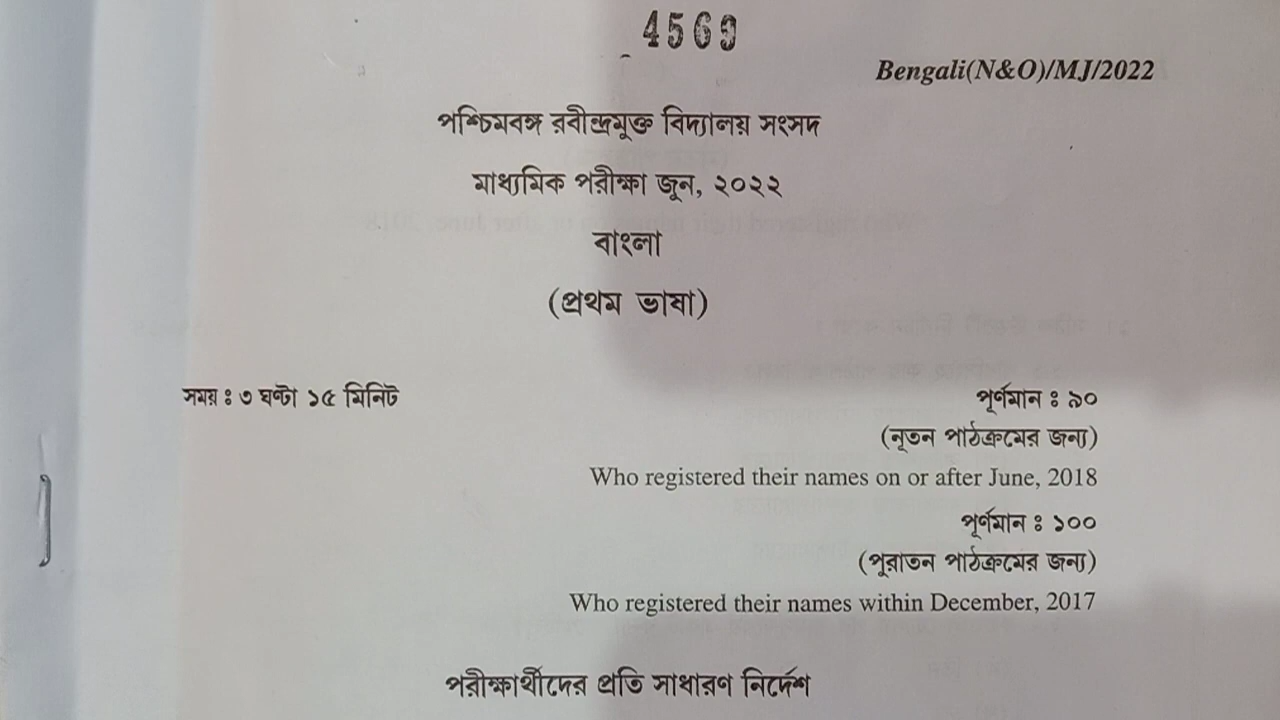 4569
Bengali(N&O)/MJ/2022
পশ্চিমবঙ্গ রবীন্দ্রমুক্ত বিদ্যালয় সংসদ
মাধ্যমিক পরীক্ষা জুন, ২০২২
বাংলা
(প্রথম ভাষা)
সময় : ৩ ঘণ্টা ১৫ মিনিট
পূর্ণমান : ৯০
(নূতন পাঠক্রমের জন্য)
Who registered their names on or after June, 2018
পূর্ণমান : ১০০
(পুরাতন পাঠক্রমের জন্য)
Who registered their names within December, 2017
পরীক্ষার্থীদের প্রতি সাধারণ নির্দেশ